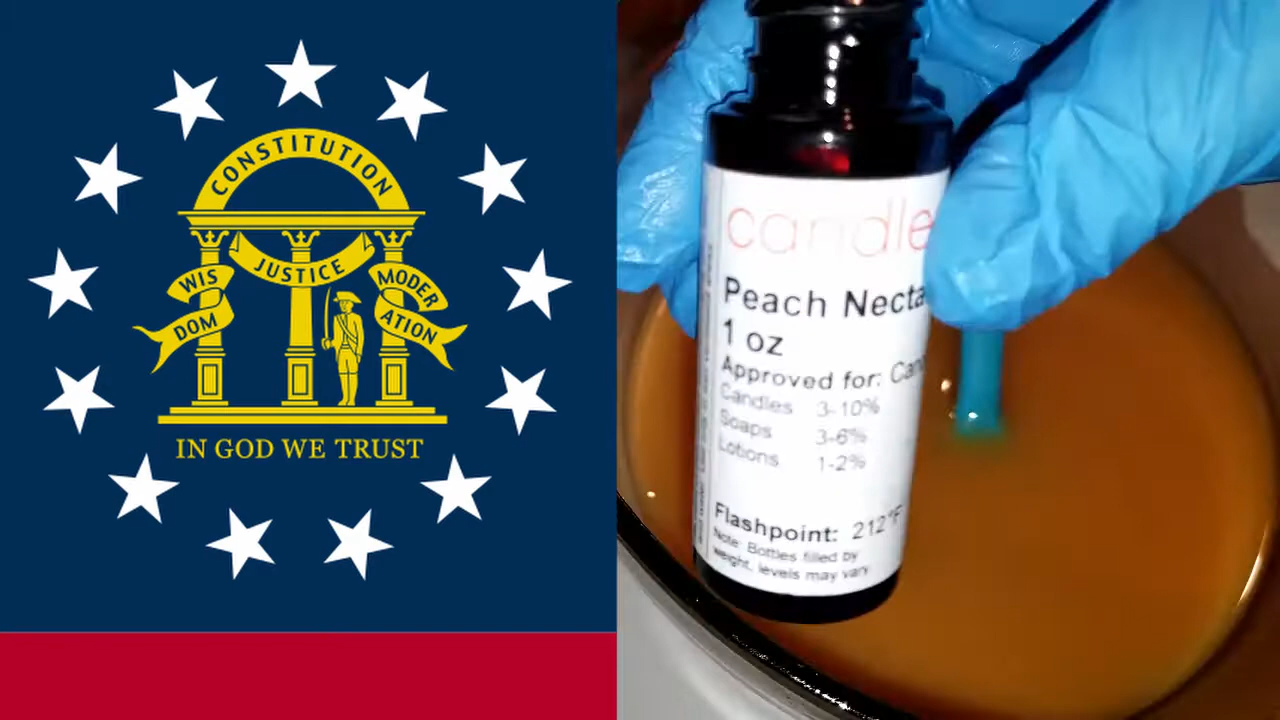 CONSTITUTION
WIS
DOM
JUSTICE
MODER
ATION
IN GOD WE TRUST
candle
Peach Necta
1 oz
Approved for: Can
Candles 3-10%
Soaps 3-6%
Lotions 1-2%
Flashpoint: 212°F
Note: Bottles filled by
weight, levels may vary